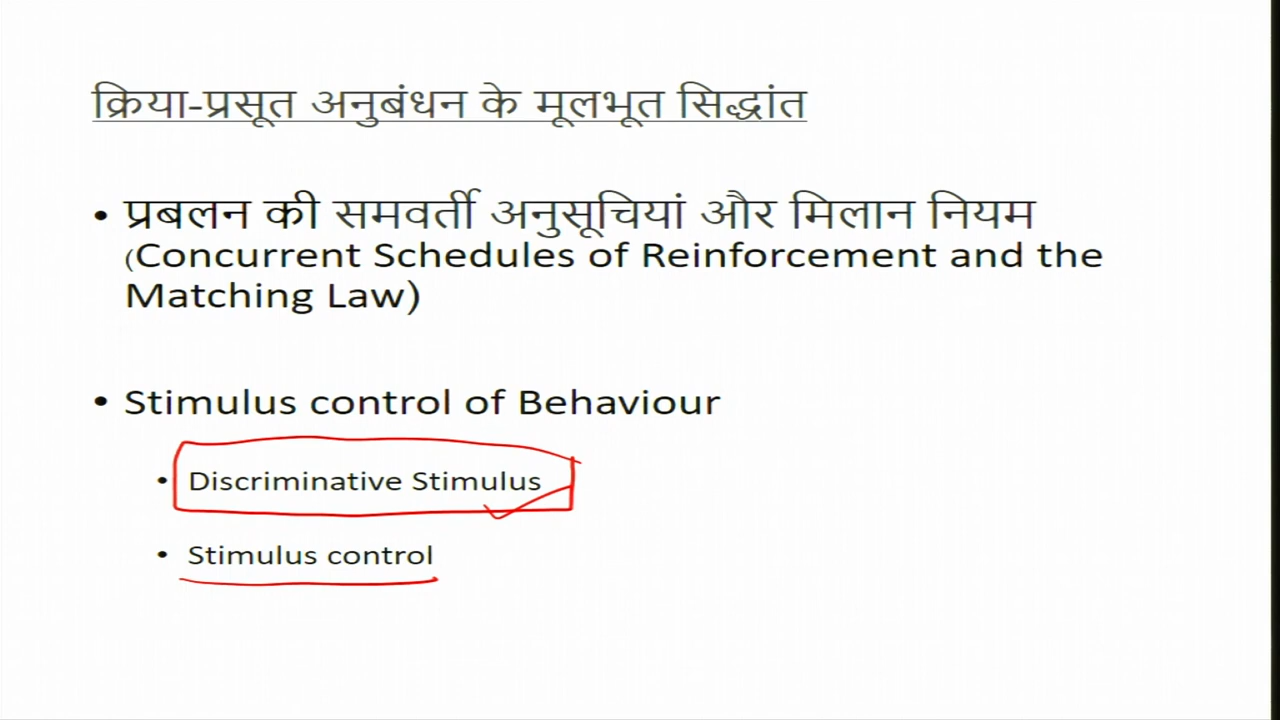 क्रिया-प्रसूत अनुबंधन के मूलभूत सिद्धांत
• प्रबलन की समवर्ती अनुसूचियां और मिलान नियम
(Concurrent Schedules of Reinforcement and the
Matching Law)
• Stimulus control of Behaviour
• Discriminative Stimulus
• Stimulus control